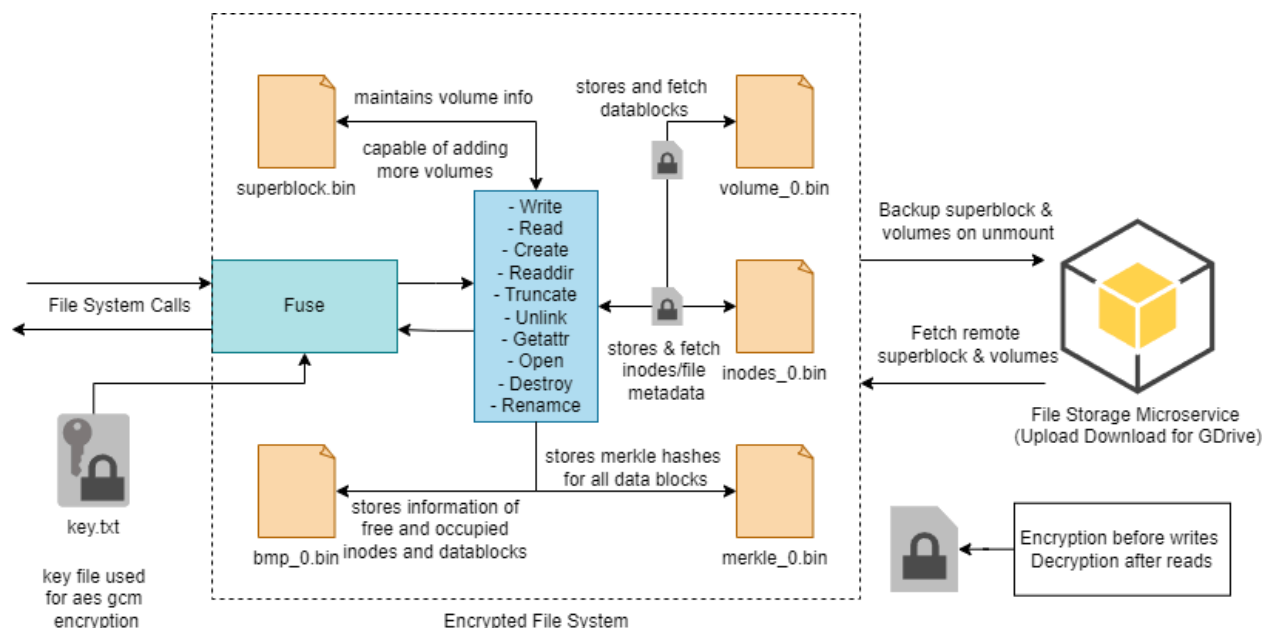 maintains volume info
capable of adding
more volumes
superblock.bin
stores and fetch
datablocks
volume_0.bin
- Write
- Read
- Create
- Readdir
- Truncate
- Unlink
- Getattr
- Open
- Destroy
- Renamce
File System Calls
Fuse
stores & fetch
inodes/file
metadata
inodes_0.bin
Backup superblock &
volumes on unmount
Fetch remote
superblock & volumes
File Storage Microservice
(Upload Download for GDrive)
key.txt
key file used
for aes gcm
encryption
stores information of
free and occupied
inodes and datablocks
bmp_0.bin
stores merkle hashes
for all data blocks
merkle_0.bin
Encryption before writes
Decryption after reads
Encrypted File System